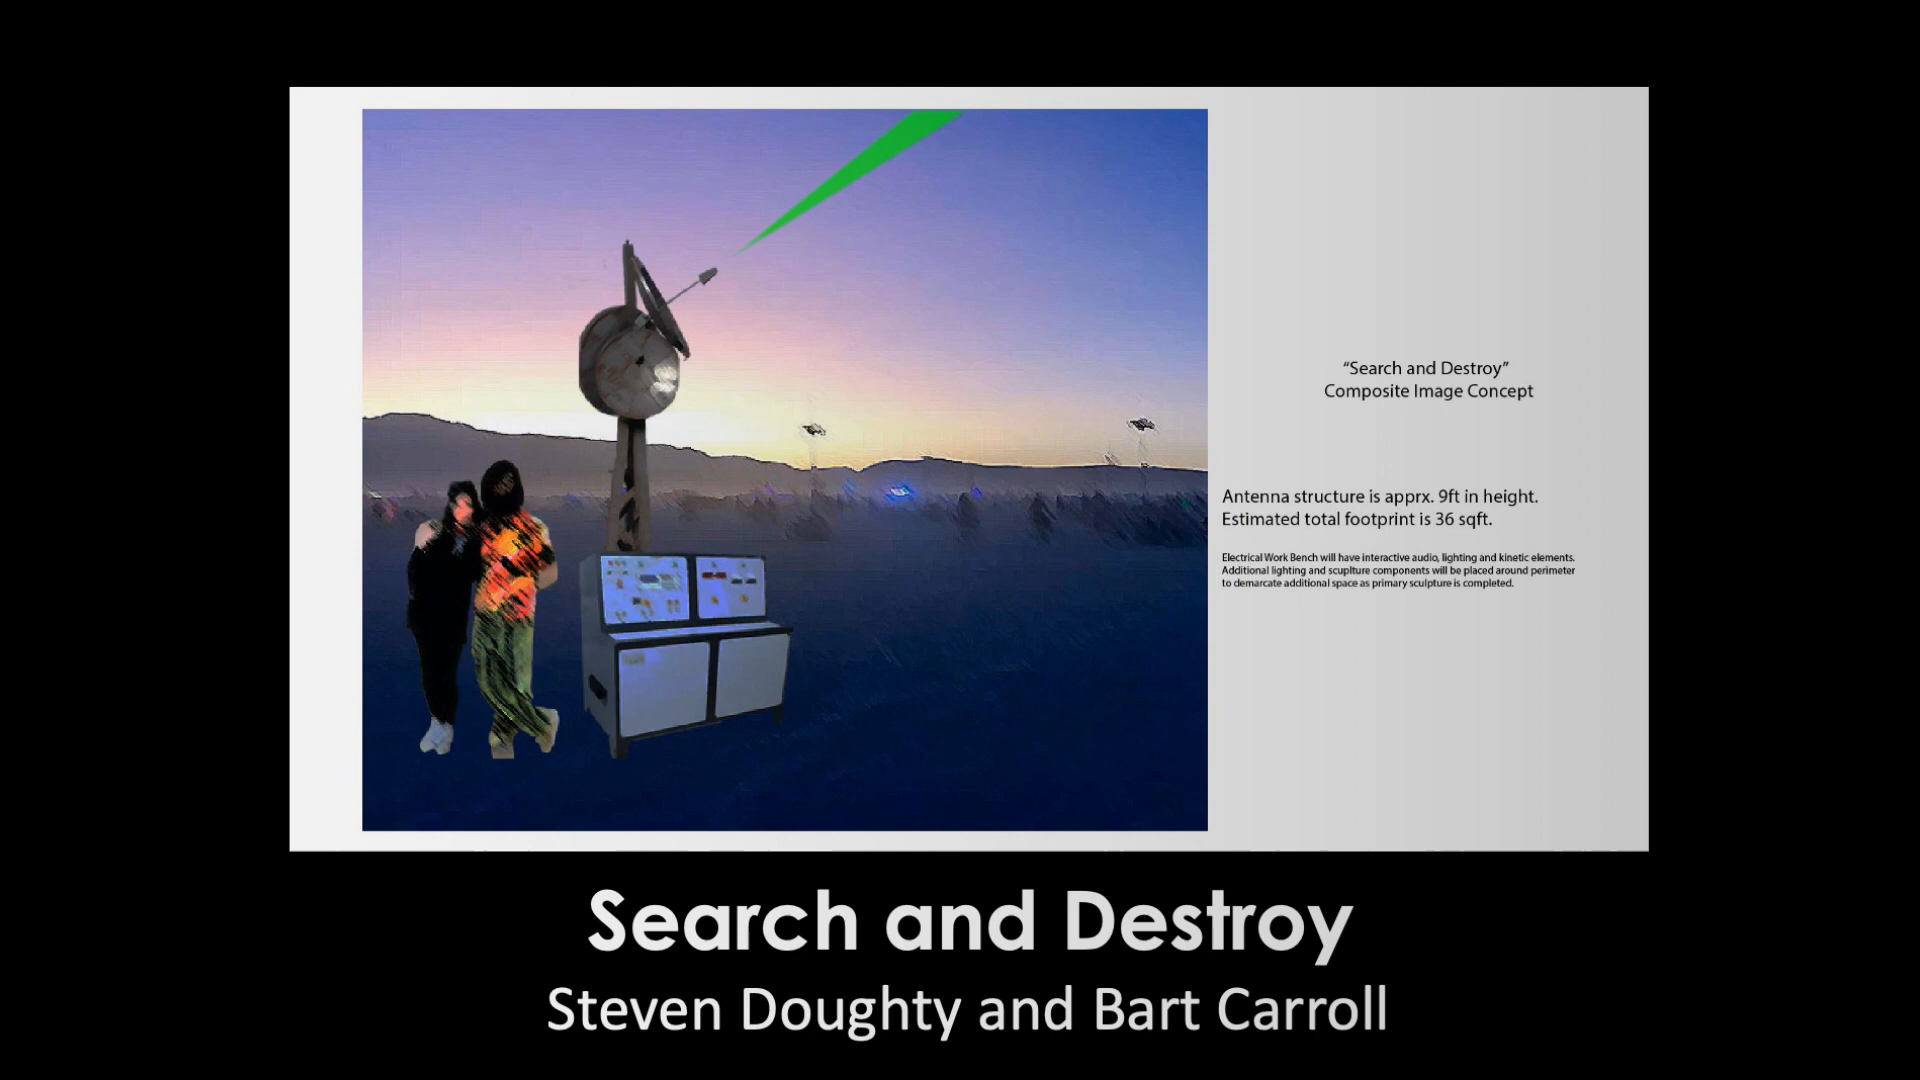 “Search and Destroy”
Composite Image Concept
Antenna structure is apprx. 9ft in height.
Estimated total footprint is 36 sqft.
Electrical Work Bench will have interactive audio, lighting and kinetic elements.
Additional lighting and scuplture components will be placed around perimeter
to demarcate additional space as primary sculpture is completed.
Search and Destroy
Steven Doughty and Bart Carroll